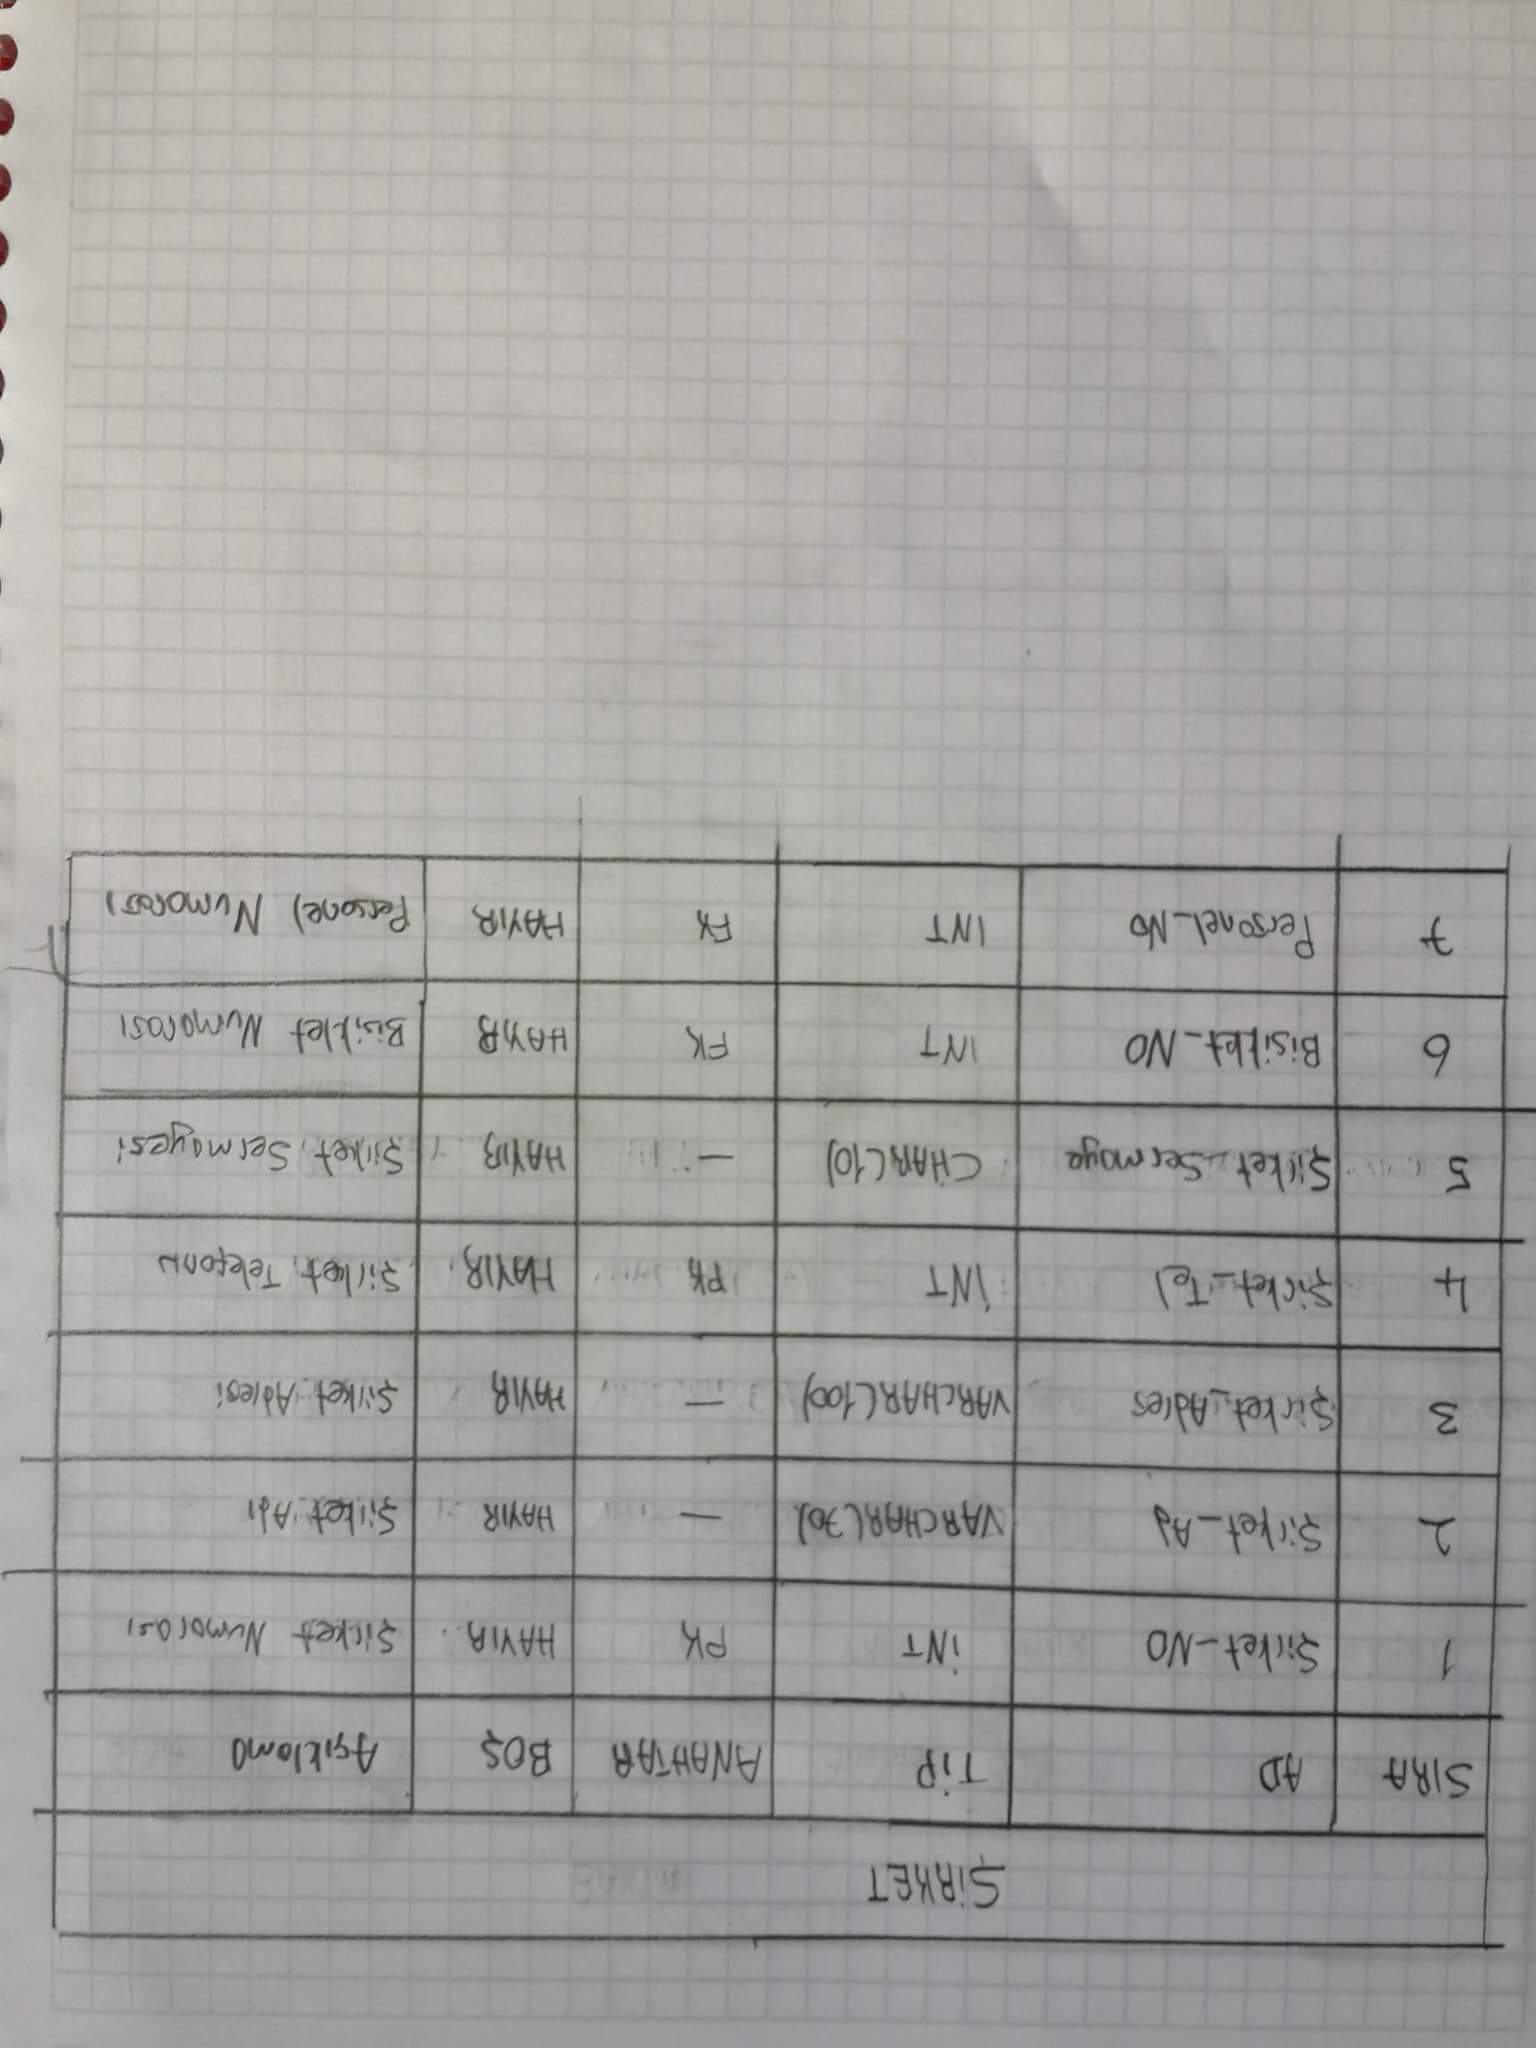 ŞİRKET
SIRA AD TİP ANAHTAR BOŞ Açıklama
1 Şirket_NO İNT PK HAYIR Şirket Numarası
2 Şirket_Ad VARCHAR(70) — HAYIR Şirket Adı
3 Şirket_Adres VARCHAR(100) — HAYIR Şirket Adresi
4 Şirket_Tel İNT PK HAYIR Şirket Telefonu
5 Şirket_Sermaye CHAR(10) — HAYIR Şirket Sermayesi
6 Bisiklet_NO INT FK HAYIR Bisiklet Numarası
7 Personel_No INT FK HAYIR Personel Numarası